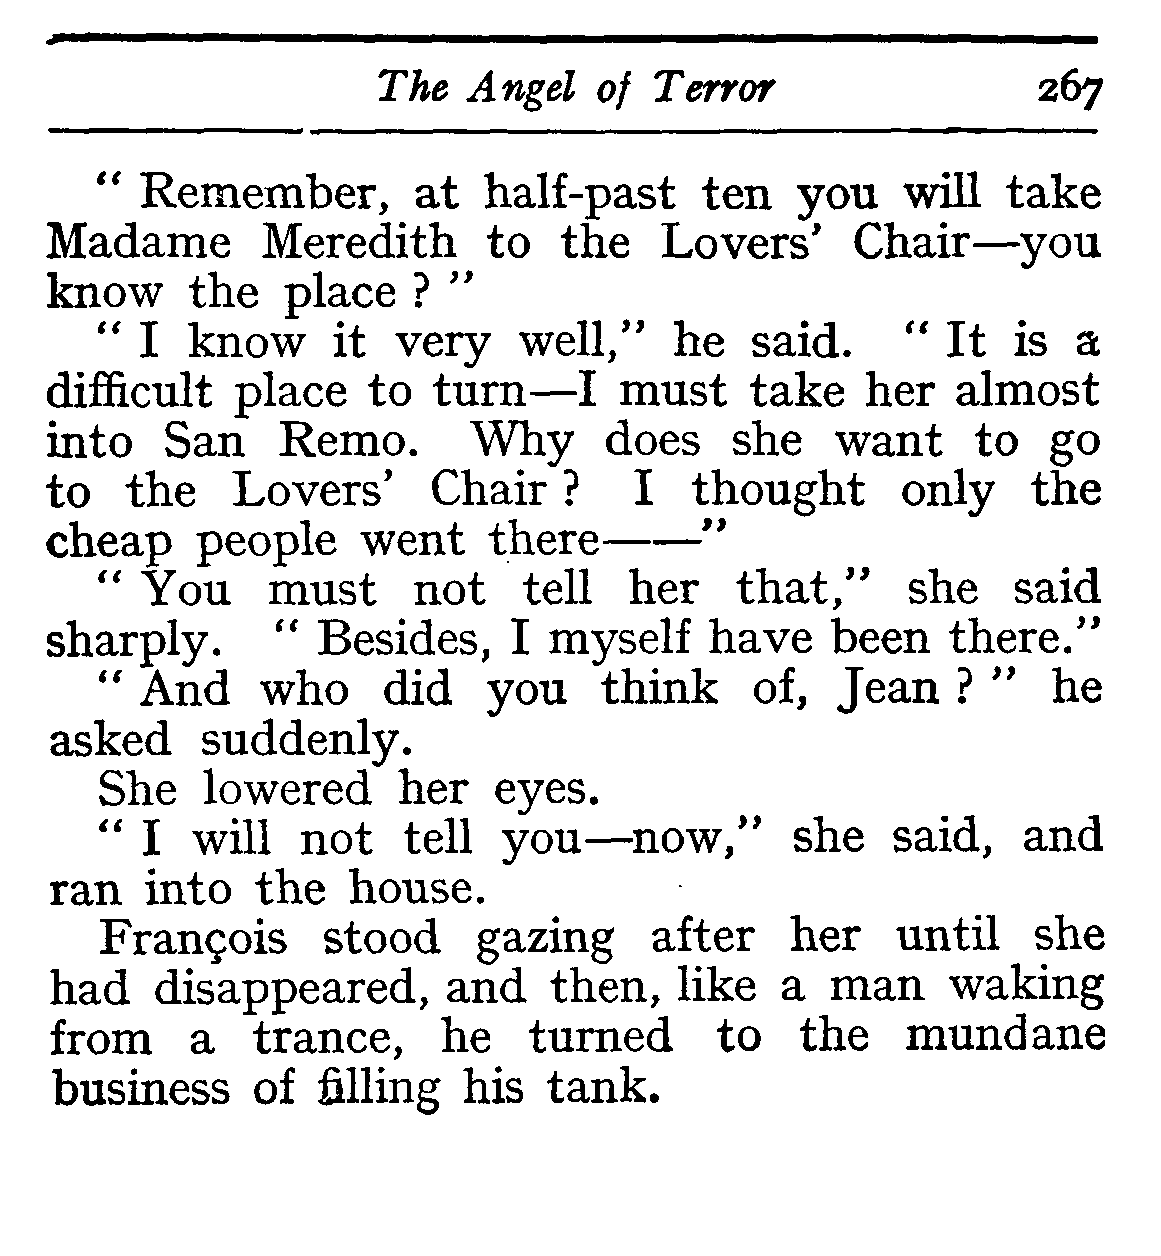 The Angel of Terror 267
“ Remember, at half-past ten you will take
Madame Meredith to the Lovers’ Chair—you
know the place ? ”
“ I know it very well,” he said. “ It is a
difficult place to turn—I must take her almost
into San Remo. Why does she want to go
to the Lovers’ Chair ? I thought only the
cheap people went there——”
“ You must not tell her that,” she said
sharply. “ Besides, I myself have been there.”
“ And who did you think of, Jean ? ” he
asked suddenly.
She lowered her eyes.
“ I will not tell you—now,” she said, and
ran into the house.
François stood gazing after her until she
had disappeared, and then, like a man waking
from a trance, he turned to the mundane
business of filling his tank.